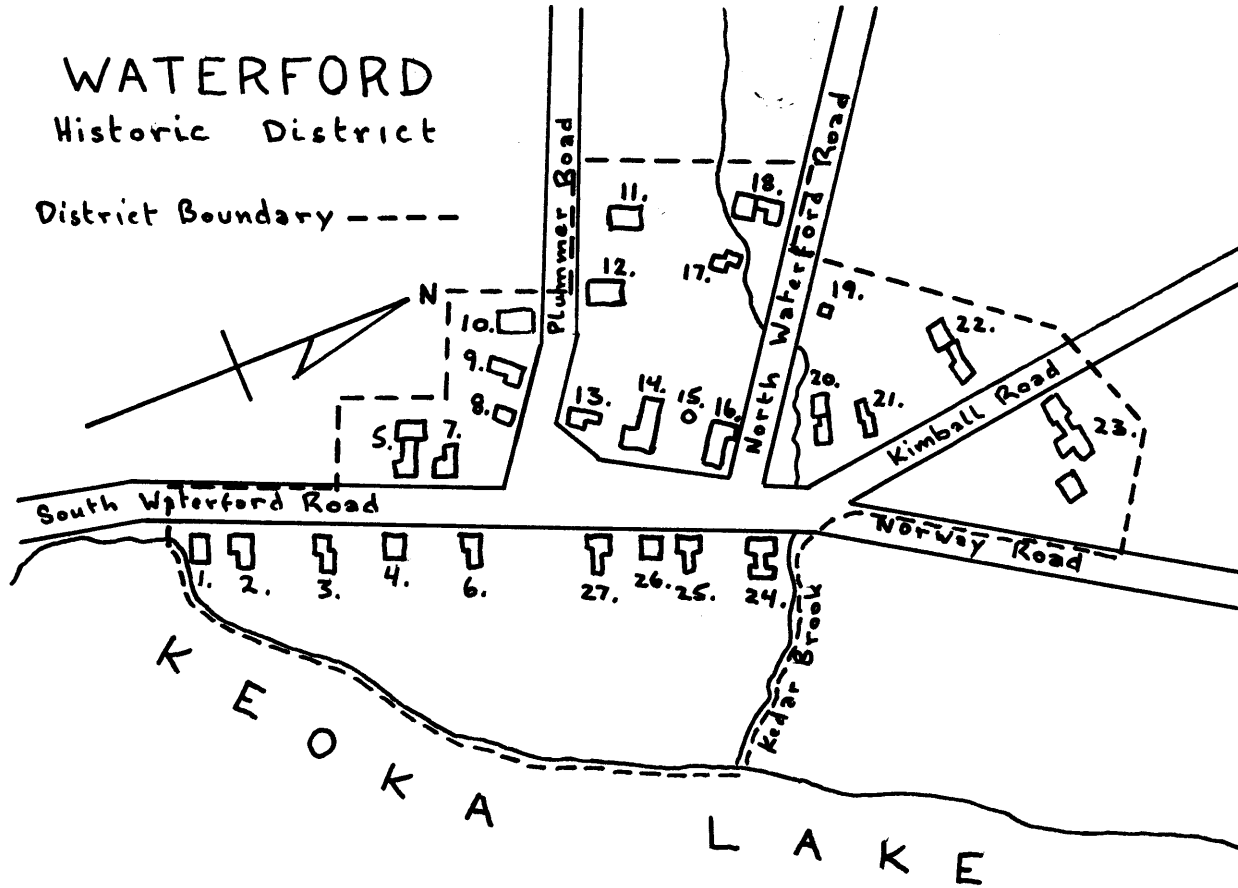 WATERFORD
Historic District
District Boundary
N
Plummer Road
North Waterford Road
Kimball Road
South Waterford Road
Norway Road
Kedar Brook
11.
18.
12.
17.
19.
10.
22.
9.
8.
13.
14.
15.
16.
20.
21.
5.
7.
23.
1.
2.
3.
4.
6.
27.
26.
25.
24.
KEOKA LAKE